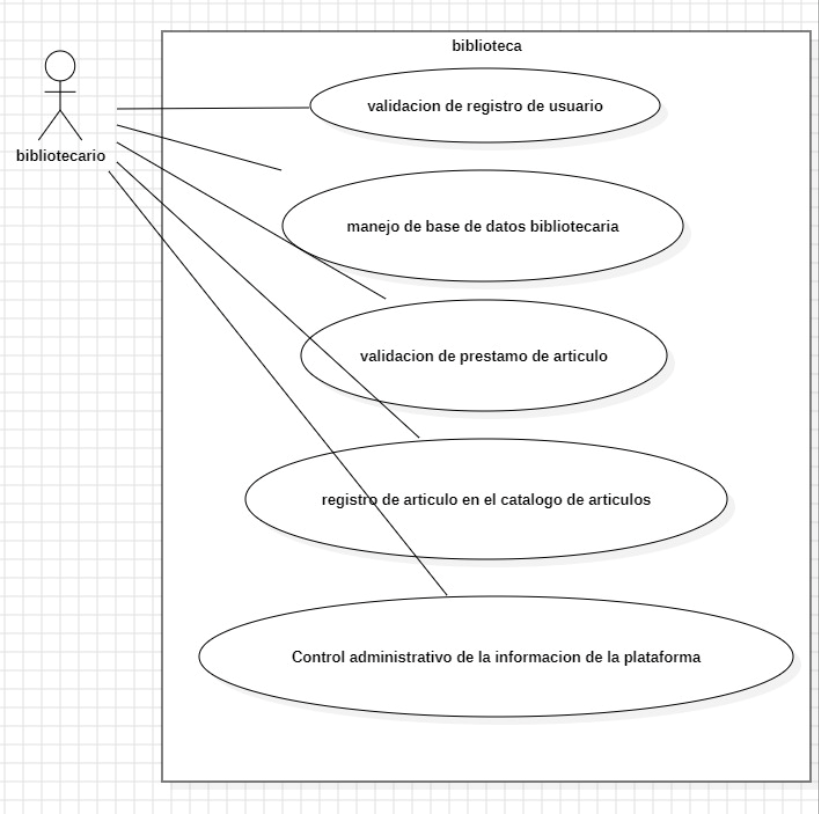 biblioteca
validacion de registro de usuario
bibliotecario
manejo de base de datos bibliotecaria
validacion de prestamo de articulo
registro de articulo en el catalogo de articulos
Control administrativo de la informacion de la plataforma